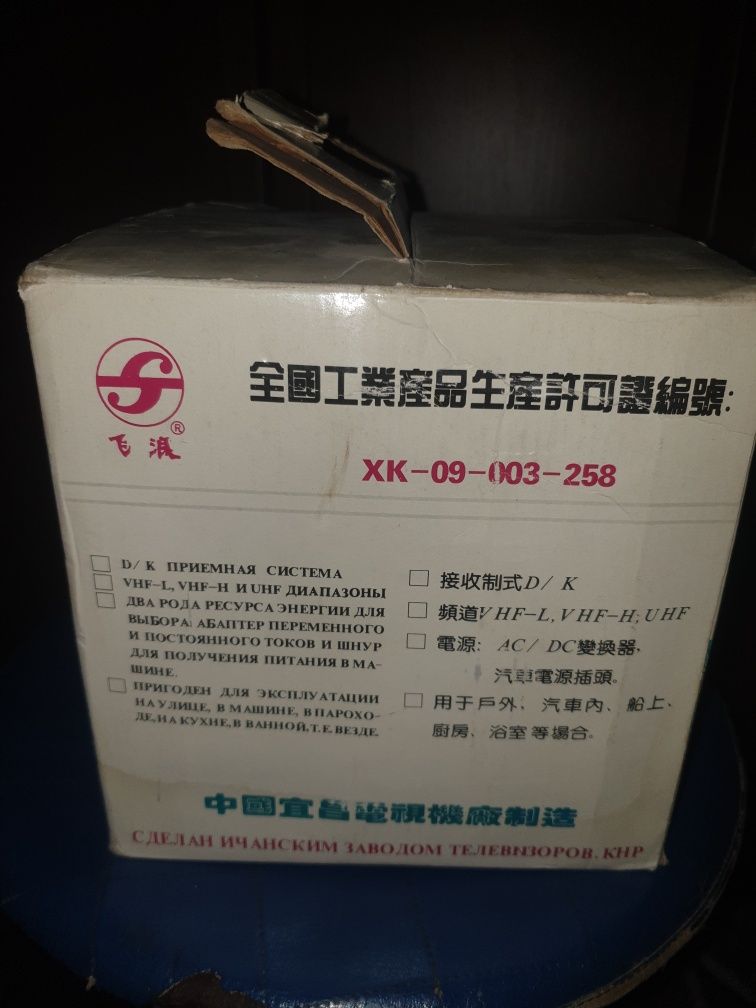 全國工業產品生產許可證編號:
飞浪®
XK-09-003-258
D/K ПРИЕМНАЯ СИСТЕМА
VHF-L, VHF-H И UHF ДИАПАЗОНЫ
ДВА РОДА РЕСУРСА ЭНЕРГИИ ДЛЯ
ВЫБОРА: АБАПТЕР ПЕРЕМЕННОГО
И ПОСТОЯННОГО ТОКОВ И ШНУР
ДЛЯ ПОЛУЧЕНИЯ ПИТАНИЯ В МА-
ШИНЕ.
ПРИГОДЕН ДЛЯ ЭКСПЛУАТАЦИИ
НА УЛИЦЕ, В МАШИНЕ, В ПАРОХО-
ДЕ, НА КУХНЕ, В ВАННОЙ, Т.Е. ВЕЗДЕ.
接收制式D/K
頻道VHF-L, VHF-H; UHF
電源: AC/DC變換器,
汽車電源插頭。
用于戶外、汽車內、船上、
厨房、浴室等場合。
中國宜昌電視機廠制造
СДЕЛАН ИЧАНСКИМ ЗАВОДОМ ТЕЛЕВИЗОРОВ. КНР